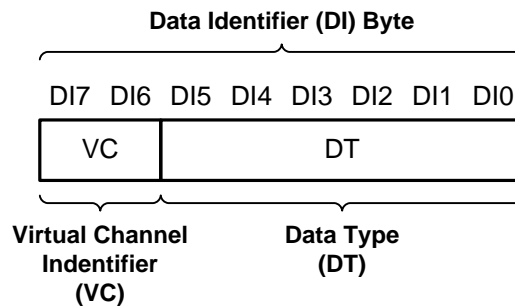 Data Identifier (DI) Byte
DI7 DI6 DI5 DI4 DI3 DI2 DI1 DI0
VC DT
Virtual Channel
Indentifier
(VC)
Data Type
(DT)